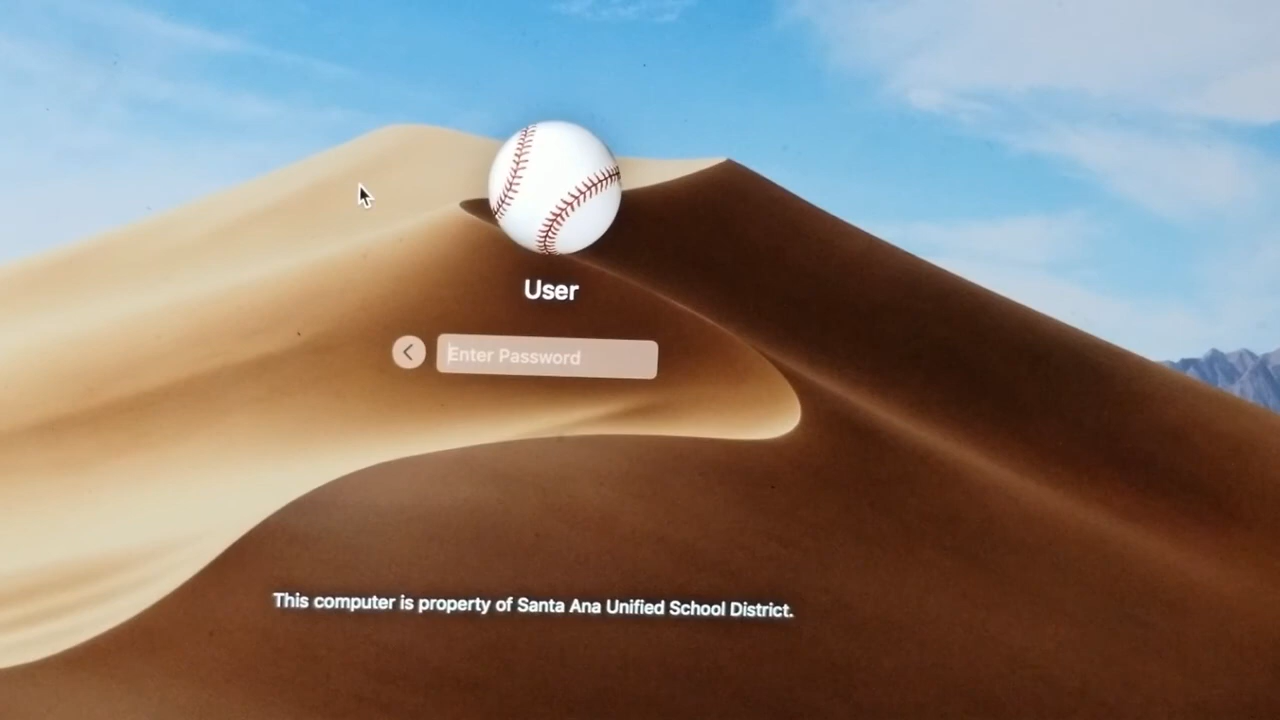 User
Enter Password
This computer is property of Santa Ana Unified School District.